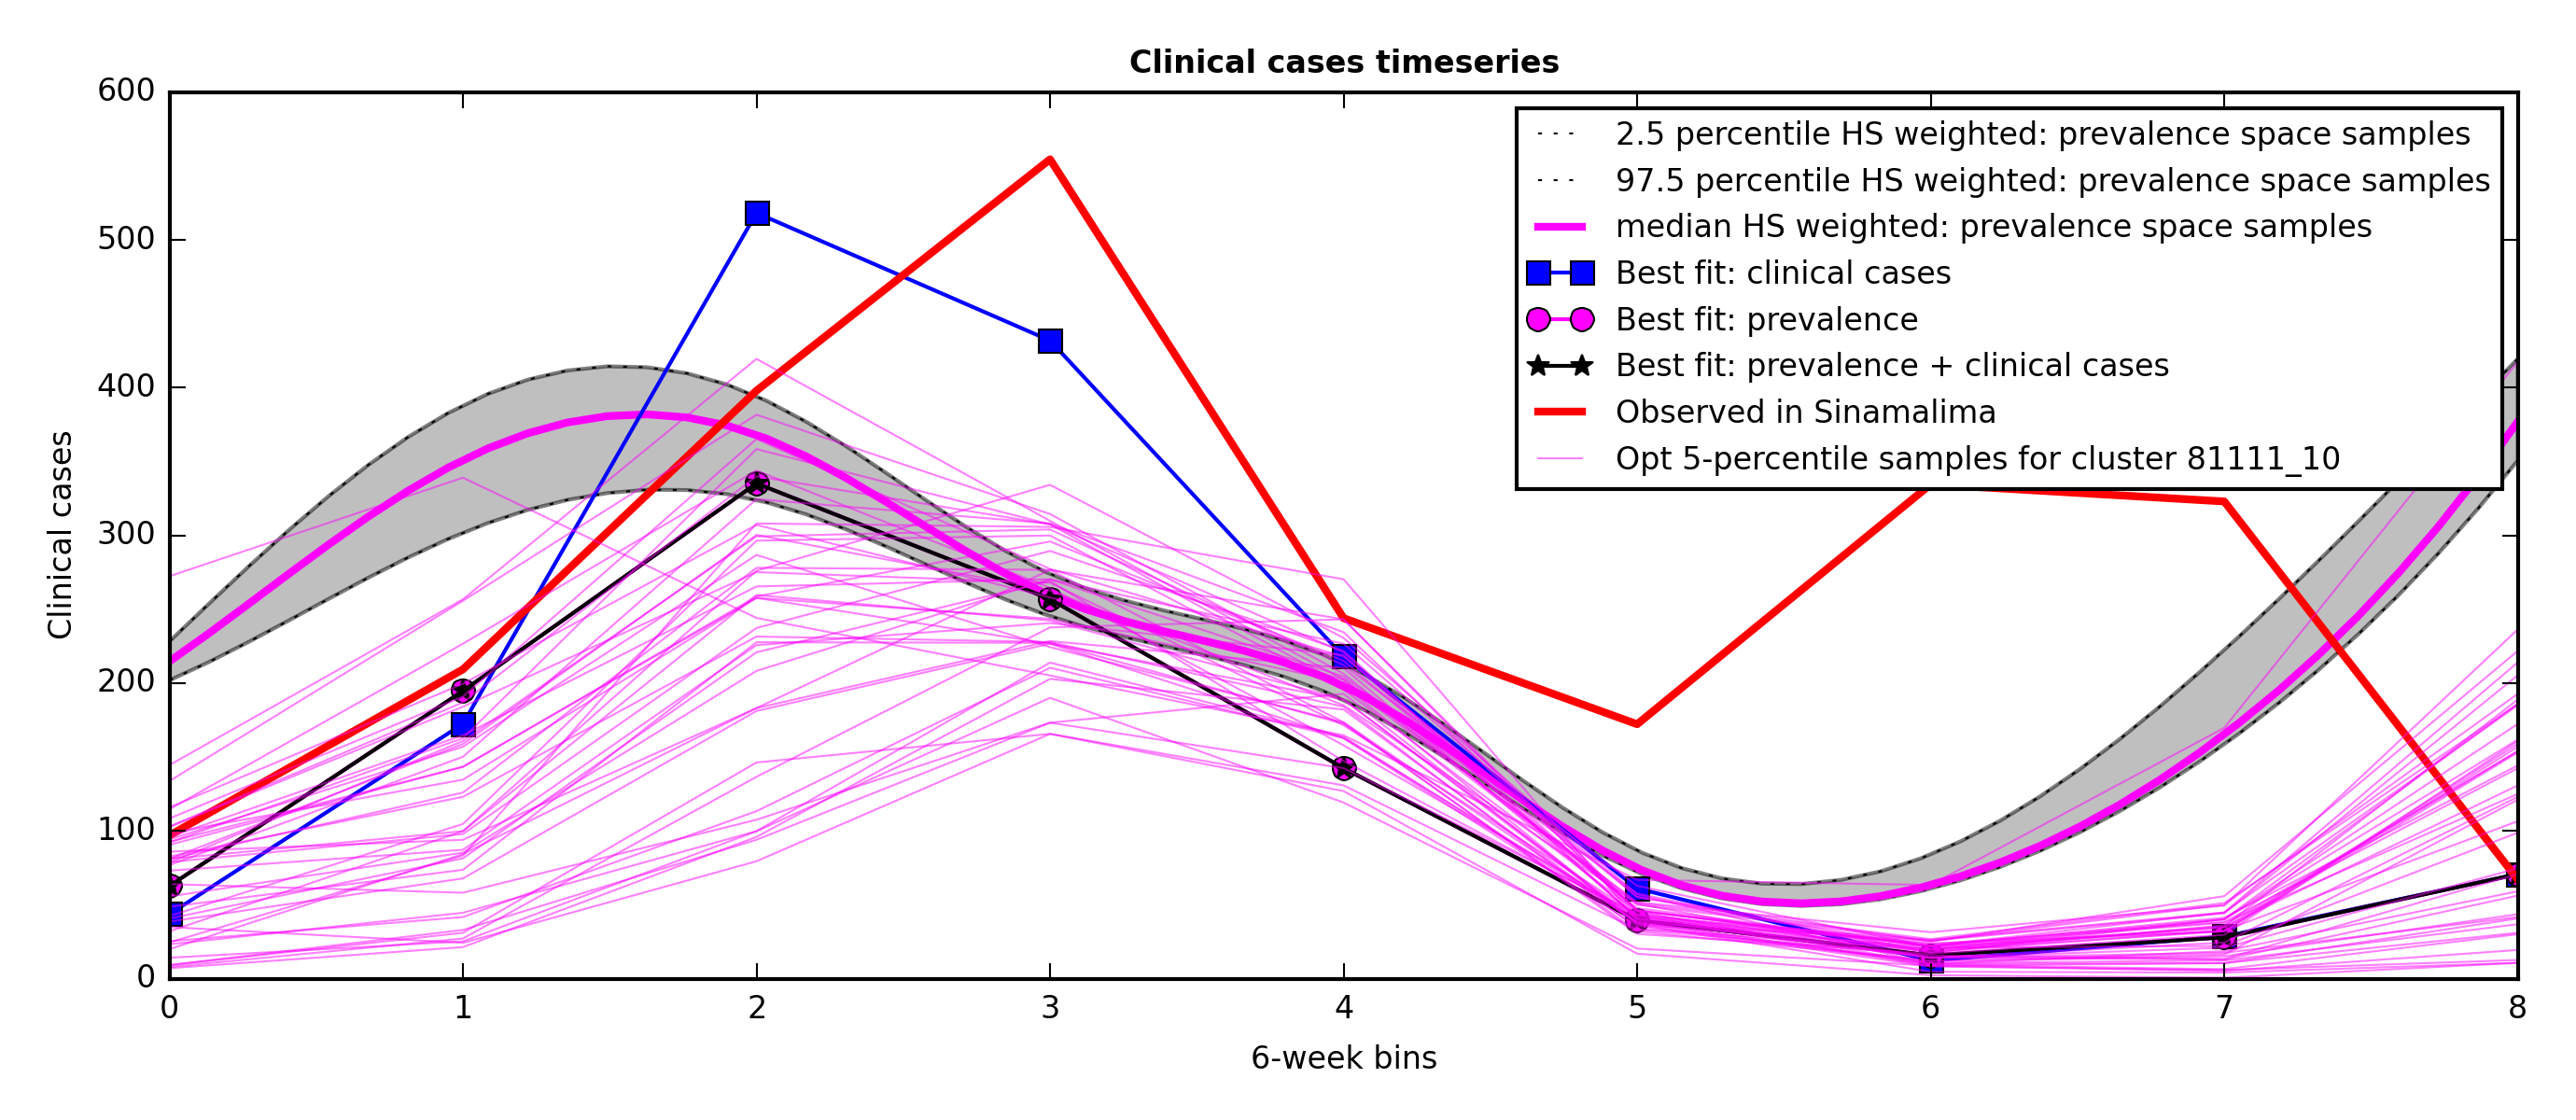 Clinical cases timeseries
600
500
400
300
200
100
0
Clinical cases
2.5 percentile HS weighted: prevalence space samples
97.5 percentile HS weighted: prevalence space samples
median HS weighted: prevalence space samples
Best fit: clinical cases
Best fit: prevalence
Best fit: prevalence + clinical cases
Observed in Sinamalima
Opt 5-percentile samples for cluster 81111_10
0 1 2 3 4 5 6 7 8
6-week bins